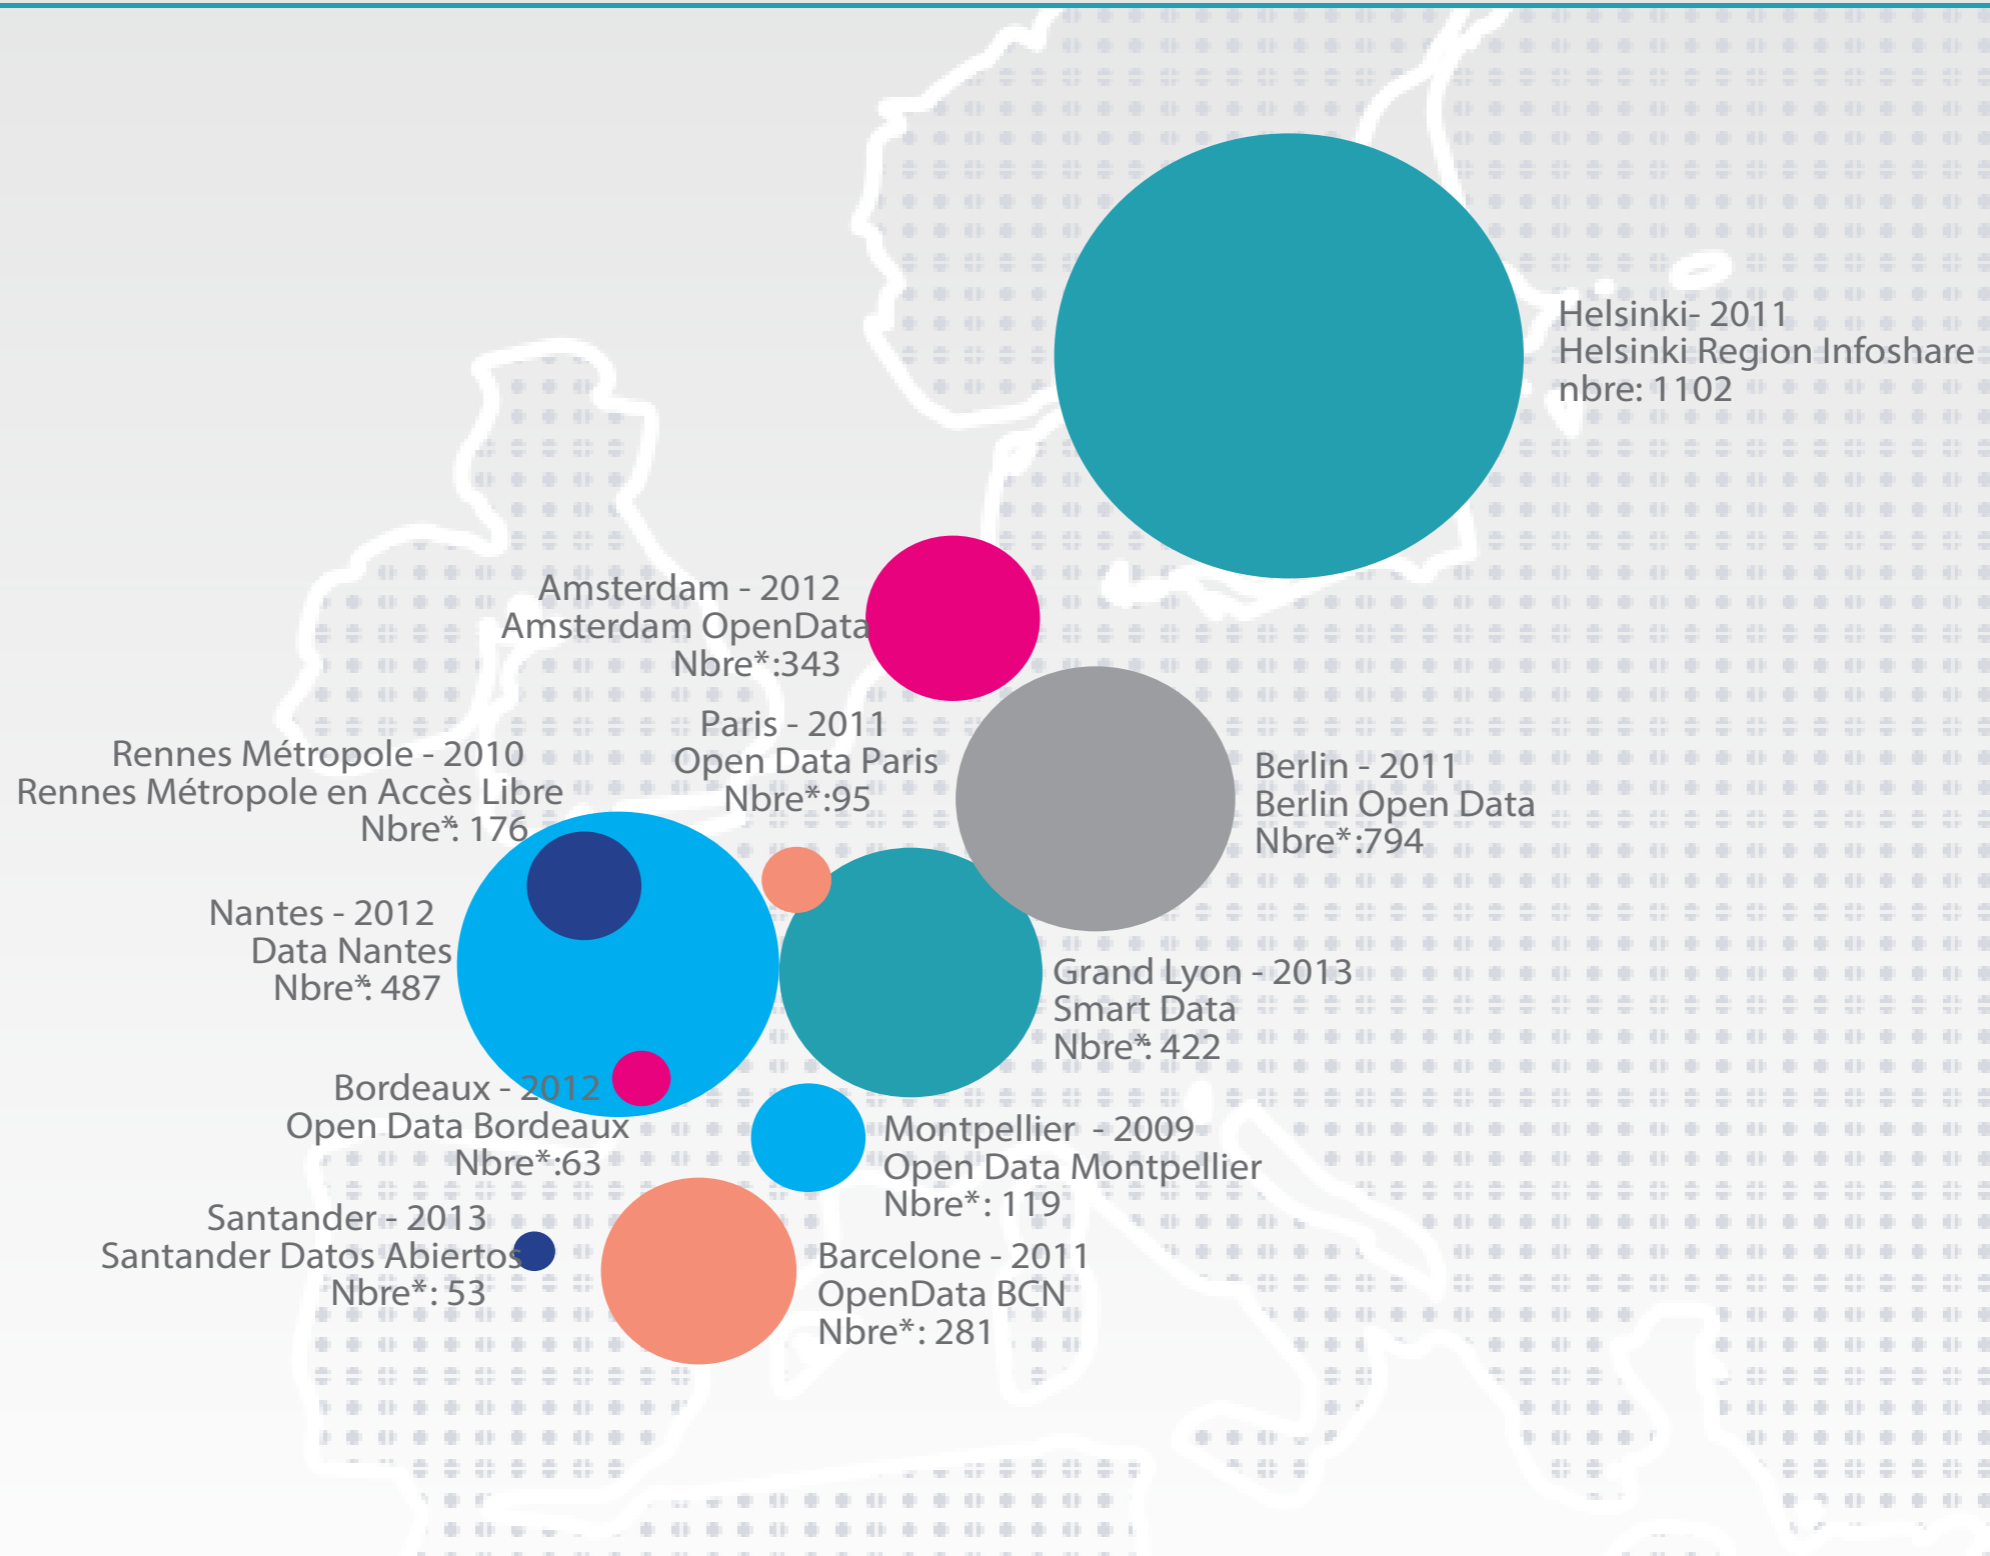 Helsinki- 2011
Helsinki Region Infoshare
nbre: 1102
Amsterdam - 2012
Amsterdam OpenData
Nbre*:343
Paris - 2011
Open Data Paris
Nbre*:95
Rennes Métropole - 2010
Rennes Métropole en Accès Libre
Nbre*: 176
Berlin - 2011
Berlin Open Data
Nbre*:794
Nantes - 2012
Data Nantes
Nbre*: 487
Grand Lyon - 2013
Smart Data
Nbre*: 422
Bordeaux - 2012
Open Data Bordeaux
Nbre*:63
Montpellier - 2009
Open Data Montpellier
Nbre*: 119
Santander - 2013
Santander Datos Abiertos
Nbre*: 53
Barcelone - 2011
OpenData BCN
Nbre*: 281